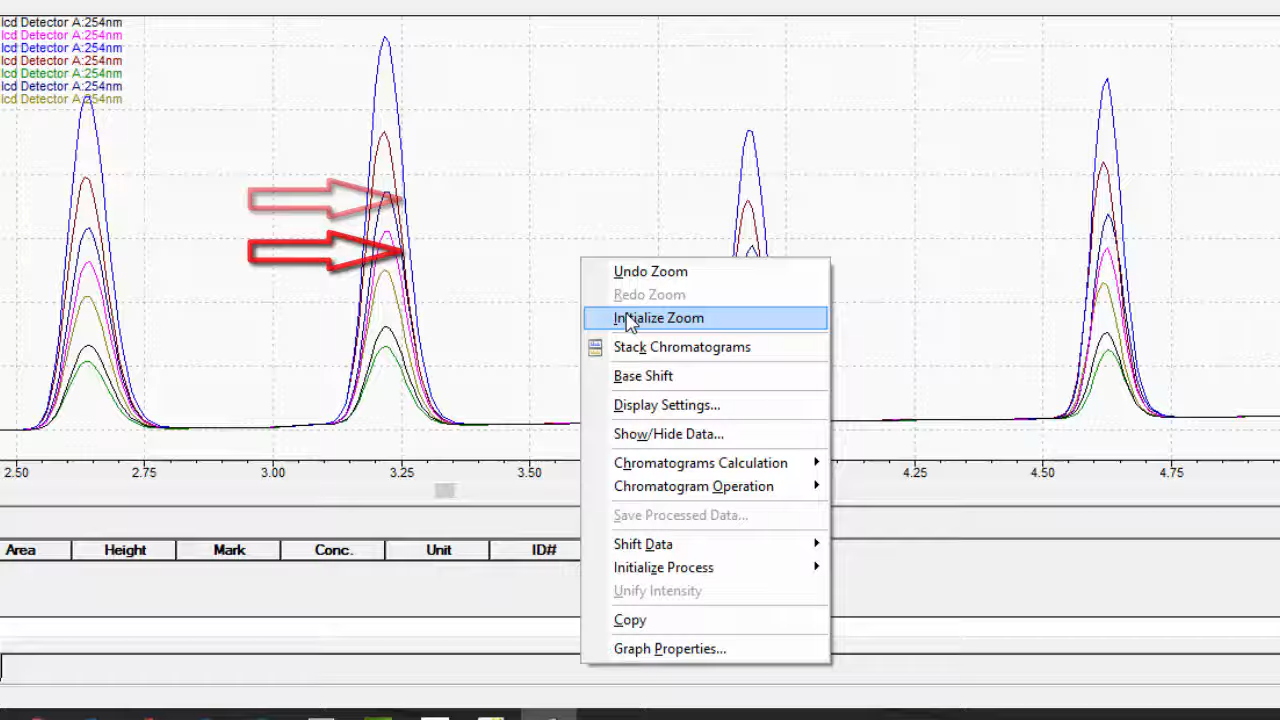 lcd Detector A:254nm
lcd Detector A:254nm
lcd Detector A:254nm
lcd Detector A:254nm
lcd Detector A:254nm
lcd Detector A:254nm
lcd Detector A:254nm
Undo Zoom
Redo Zoom
Initialize Zoom
Stack Chromatograms
Base Shift
Display Settings...
Show/Hide Data...
Chromatograms Calculation
Chromatogram Operation
Save Processed Data...
Shift Data
Initialize Process
Unify Intensity
Copy
Graph Properties...
2.50 2.75 3.00 3.25 3.50 4.25 4.50 4.75
Area Height Mark Conc. Unit ID#